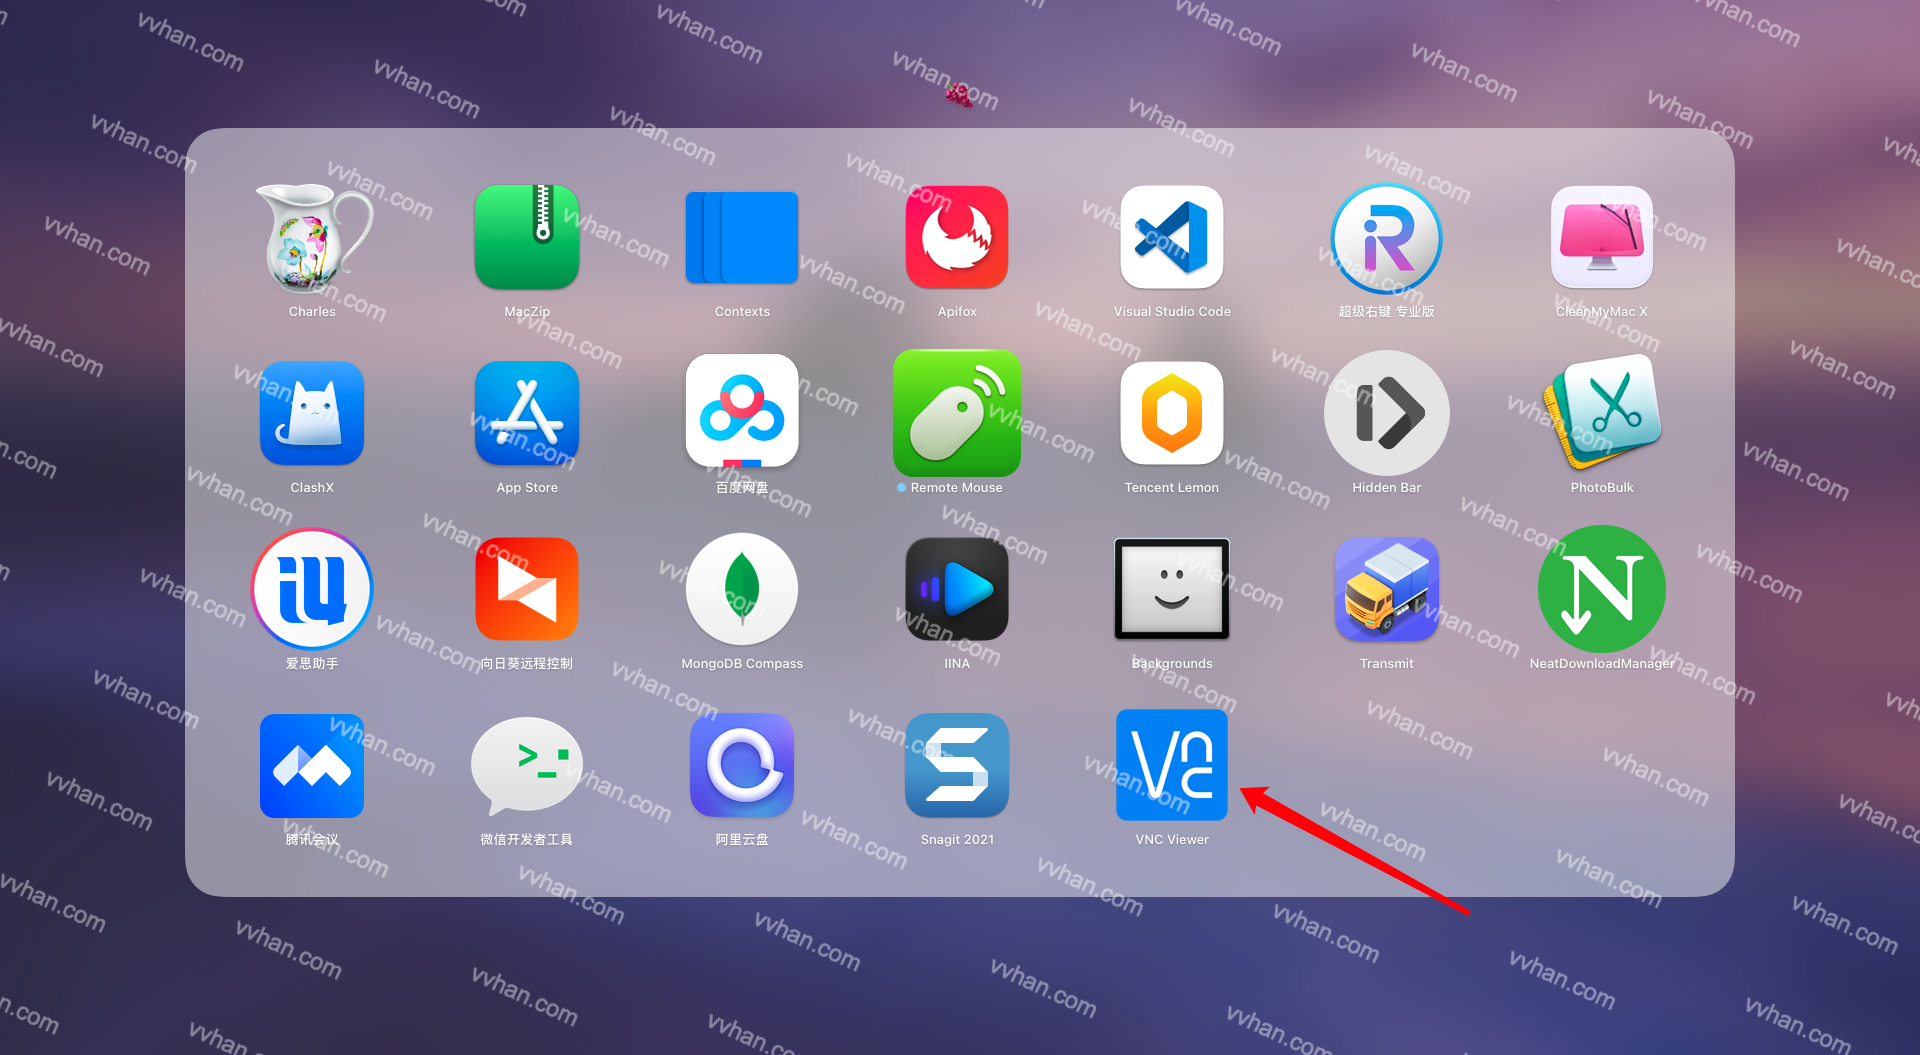 Charles
MacZip
Contexts
Apifox
Visual Studio Code
超级右键 专业版
CleanMyMac X
ClashX
App Store
百度网盘
Remote Mouse
Tencent Lemon
Hidden Bar
PhotoBulk
爱思助手
向日葵远程控制
MongoDB Compass
IINA
Backgrounds
Transmit
NeatDownloadManager
腾讯会议
微信开发者工具
阿里云盘
Snagit 2021
VNC
VNC Viewer
vvhan.com